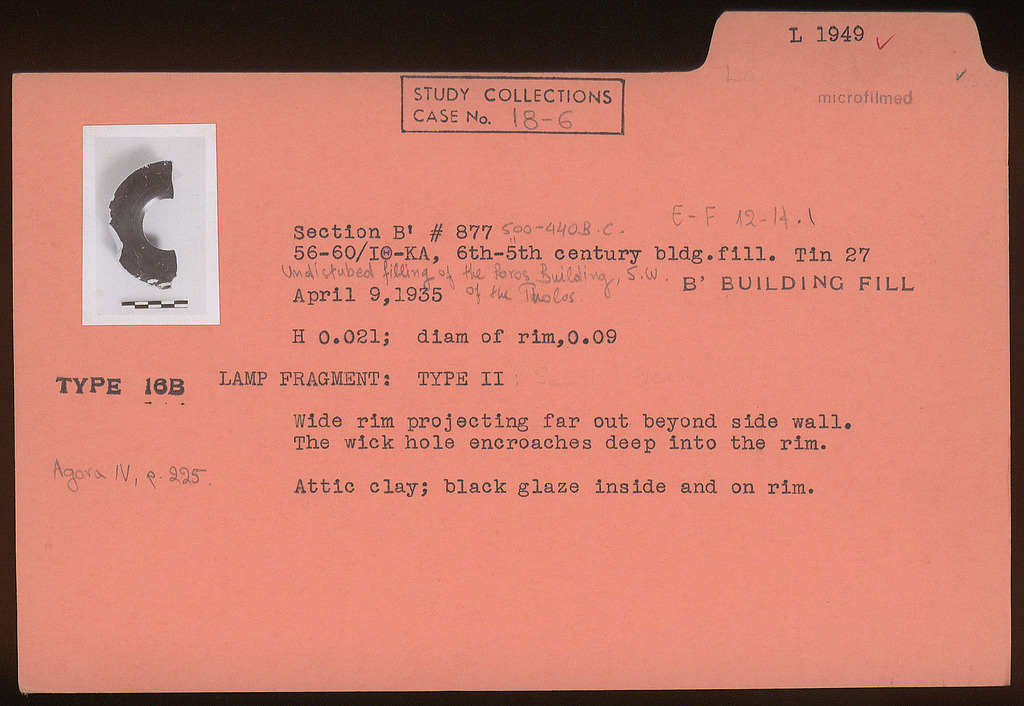 L 1949 ✓
microfilmed
STUDY COLLECTIONS
CASE No. 18-6
E-F 12-14.1
Section B' # 877 500-440 B.C.
56-60/ΙΘ-ΚΑ, 6th-5th century bldg.fill. Tin 27
Undistubed filling of the Poros Building, S.W.
of the Tholos.
B' BUILDING FILL
April 9,1935
H 0.021; diam of rim,0.09
TYPE 16B
LAMP FRAGMENT: TYPE II :
Wide rim projecting far out beyond side wall.
The wick hole encroaches deep into the rim.
Agora IV, p. 225.
Attic clay; black glaze inside and on rim.